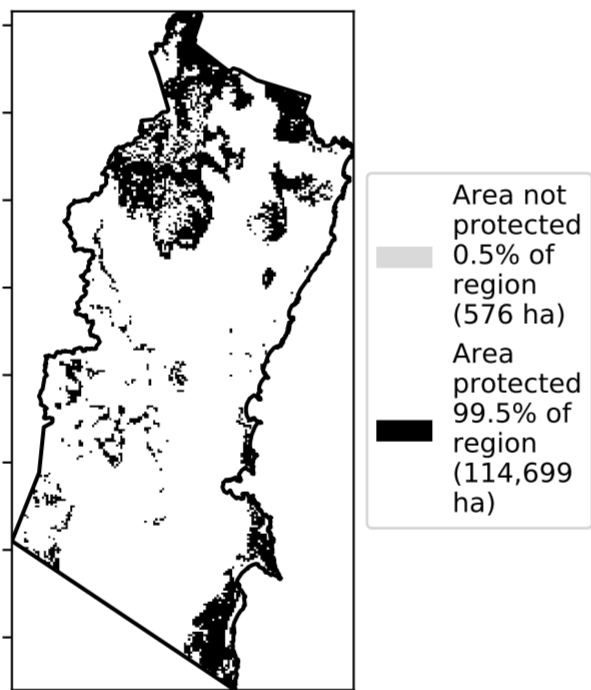 Area not
protected
0.5% of
region
(576 ha)
Area
protected
99.5% of
region
(114,699
ha)